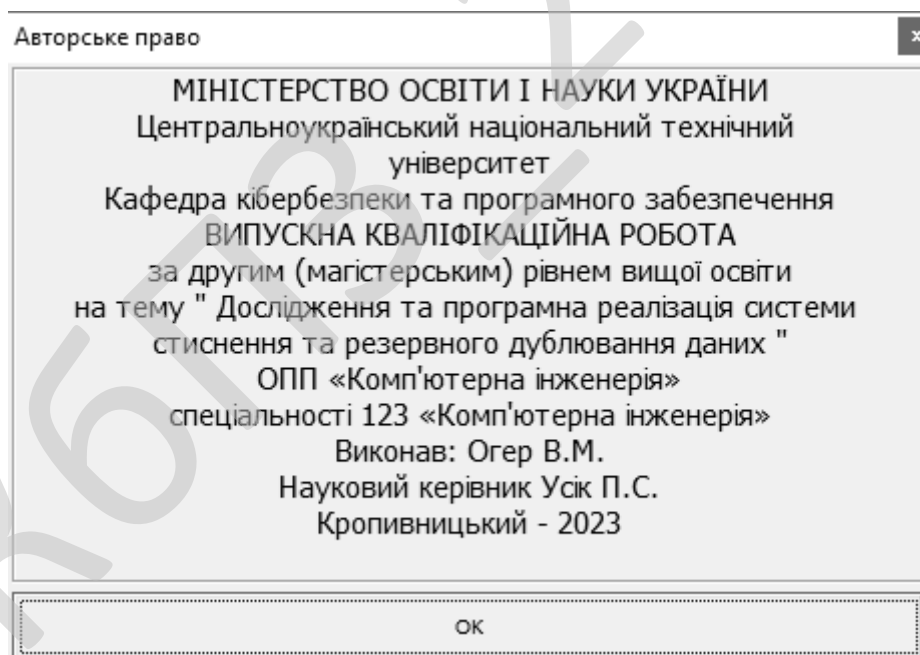 Авторське право
МІНІСТЕРСТВО ОСВІТИ І НАУКИ УКРАЇНИ
Центральноукраїнський національний технічний
університет
Кафедра кібербезпеки та програмного забезпечення
ВИПУСКНА КВАЛІФІКАЦІЙНА РОБОТА
за другим (магістерським) рівнем вищої освіти
на тему " Дослідження та програмна реалізація системи
стиснення та резервного дублювання даних "
ОПП «Комп'ютерна інженерія»
спеціальності 123 «Комп'ютерна інженерія»
Виконав: Огер В.М.
Науковий керівник Усік П.С.
Кропивницький - 2023
ОК